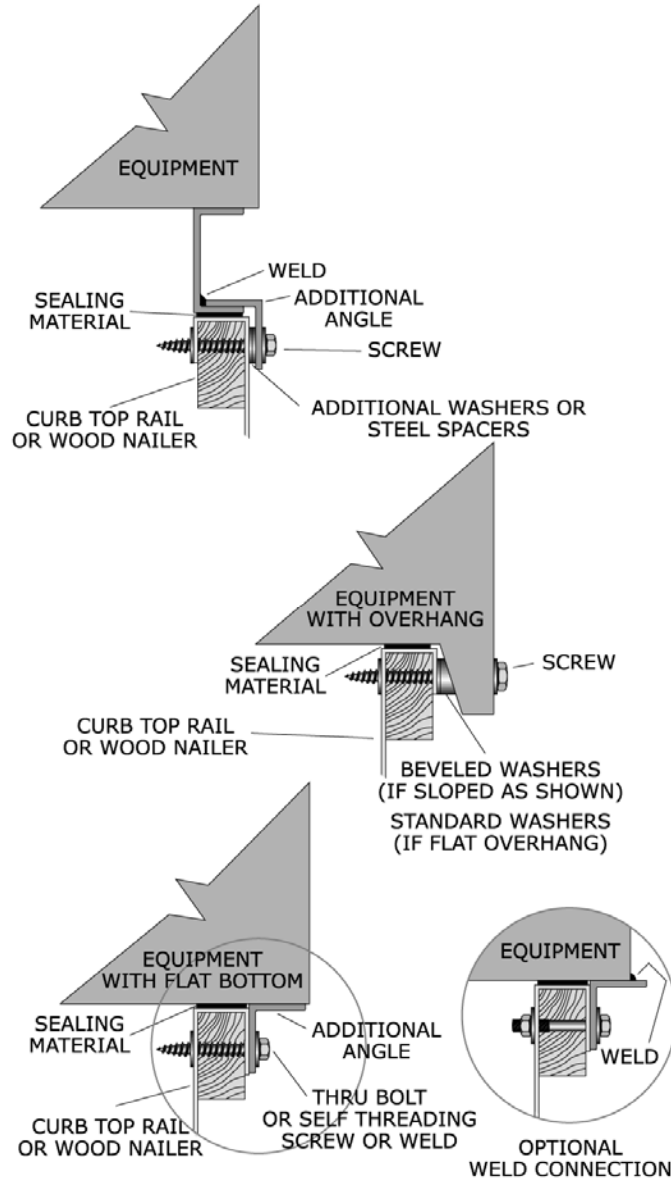 EQUIPMENT
WELD
SEALING
MATERIAL
ADDITIONAL
ANGLE
SCREW
CURB TOP RAIL
OR WOOD NAILER
ADDITIONAL WASHERS OR
STEEL SPACERS
EQUIPMENT
WITH OVERHANG
SEALING
MATERIAL
SCREW
CURB TOP RAIL
OR WOOD NAILER
BEVELED WASHERS
(IF SLOPED AS SHOWN)
STANDARD WASHERS
(IF FLAT OVERHANG)
EQUIPMENT
WITH FLAT BOTTOM
SEALING
MATERIAL
ADDITIONAL
ANGLE
CURB TOP RAIL
OR WOOD NAILER
THRU BOLT
OR SELF THREADING
SCREW OR WELD
EQUIPMENT
WELD
OPTIONAL
WELD CONNECTION